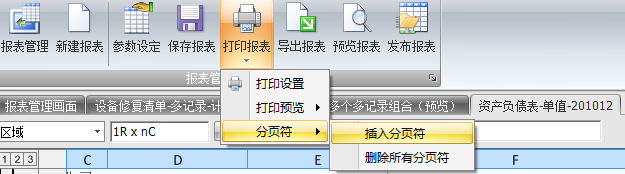 报表管理 新建报表 参数设定 保存报表 打印报表 导出报表 预览报表 发布报表
报表管
打印设置
打印预览
分页符
插入分页符
删除所有分页符
报表管理画面 设备修复清单-多记录-计 多个多记录组合（预览） 资产负债表-单值-201012
区域 1R x nC
1 2 3 C D E F